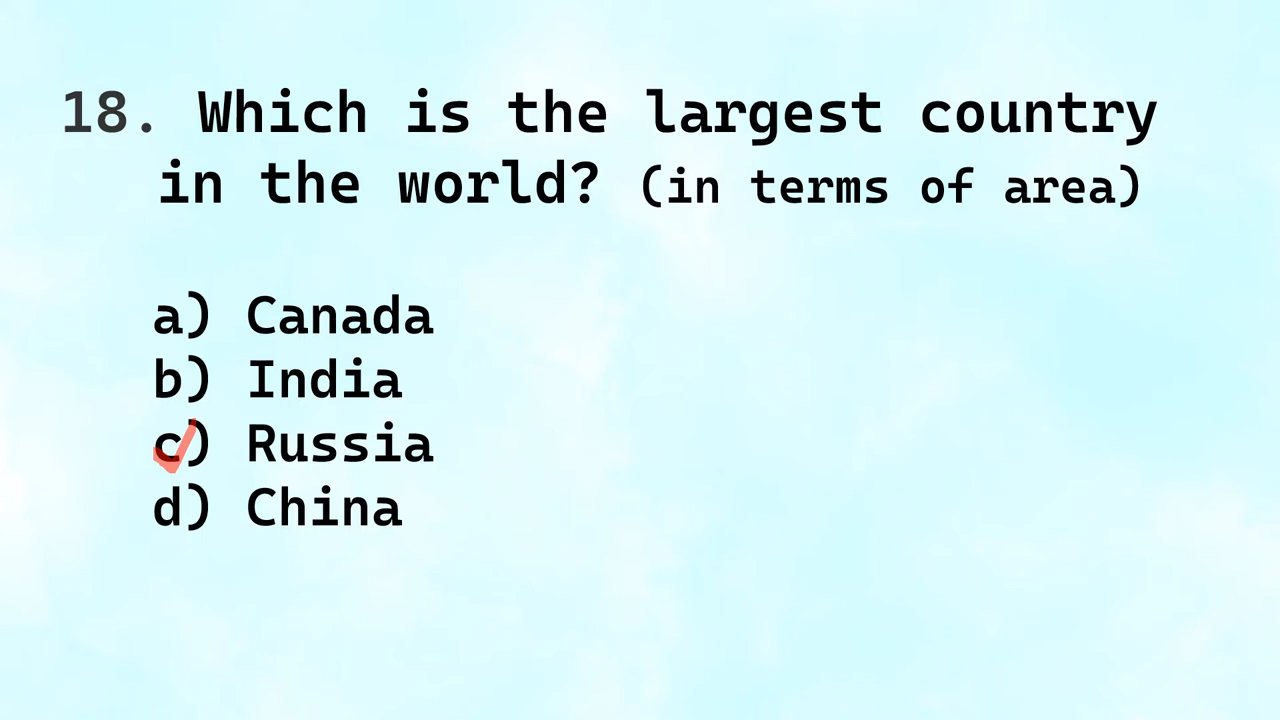 18. Which is the largest country
in the world? (in terms of area)
a) Canada
b) India
c) Russia
d) China